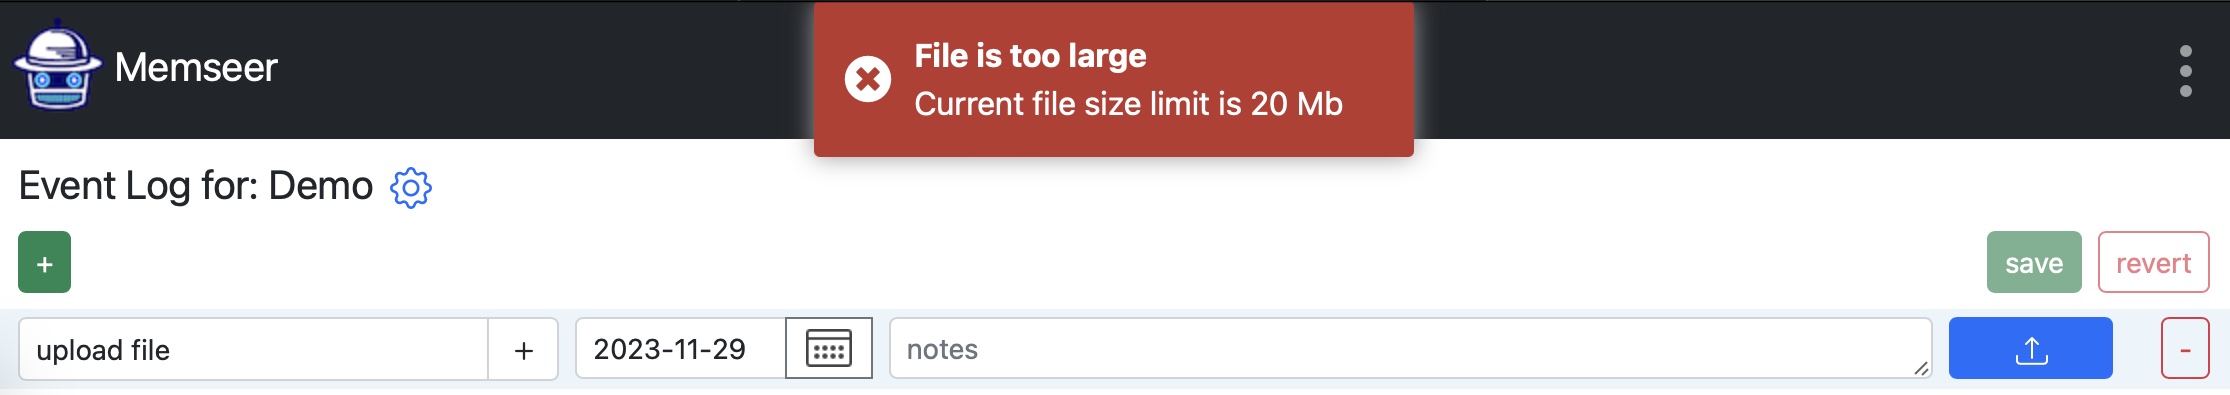 Memseer
File is too large
Current file size limit is 20 Mb
Event Log for: Demo
+
save
revert
upload file
+
2023-11-29
notes
-